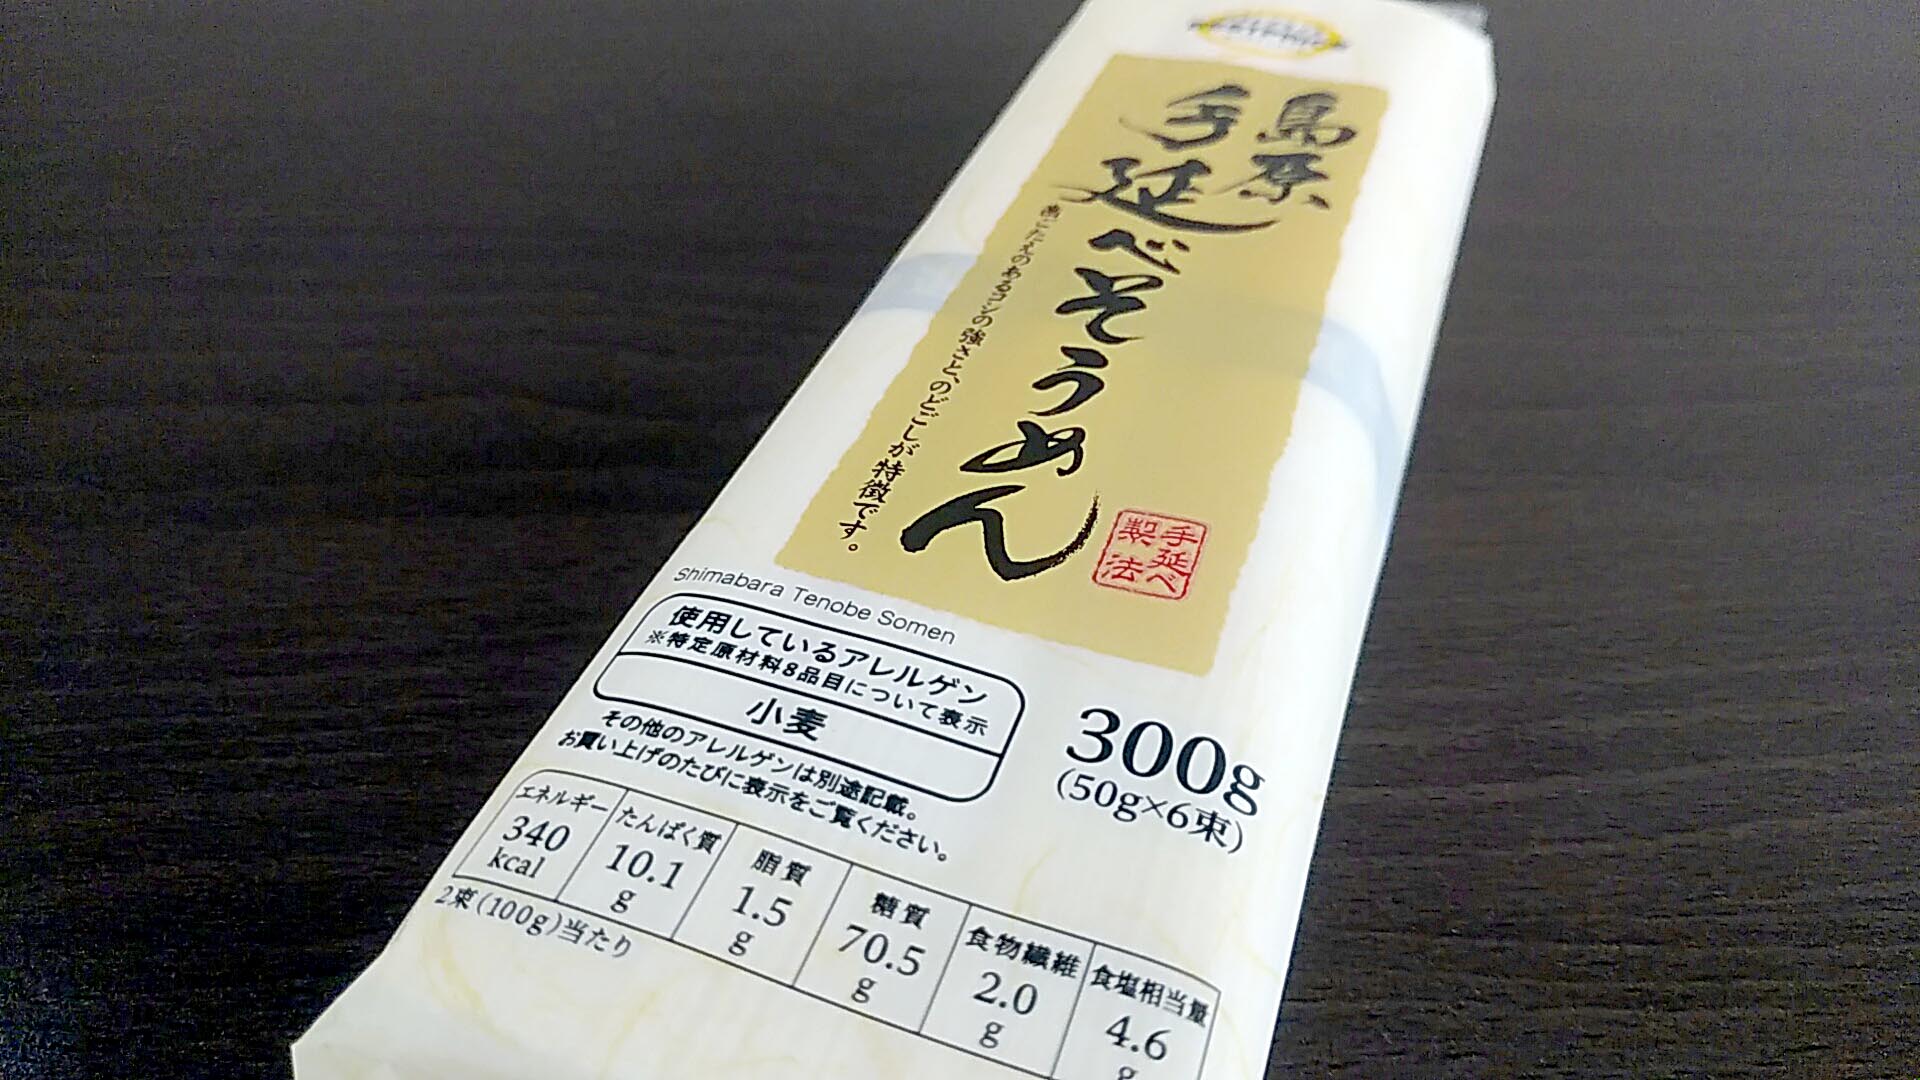 島原
手延べそうめん
歯ごたえのあるコシの強さと、のどごしが特徴です。
手延べ
製法
Shimabara Tenobe Somen
使用しているアレルゲン
※特定原材料8品目について表示
小麦
その他のアレルゲンは別途記載。
お買い上げのたびに表示をご覧ください。
300g
(50g×6束)
エネルギー たんぱく質 脂質 糖質 食物繊維 食塩相当量
340 10.1 1.5 70.5 2.0 4.6
kcal g g g g g
2束(100g)当たり